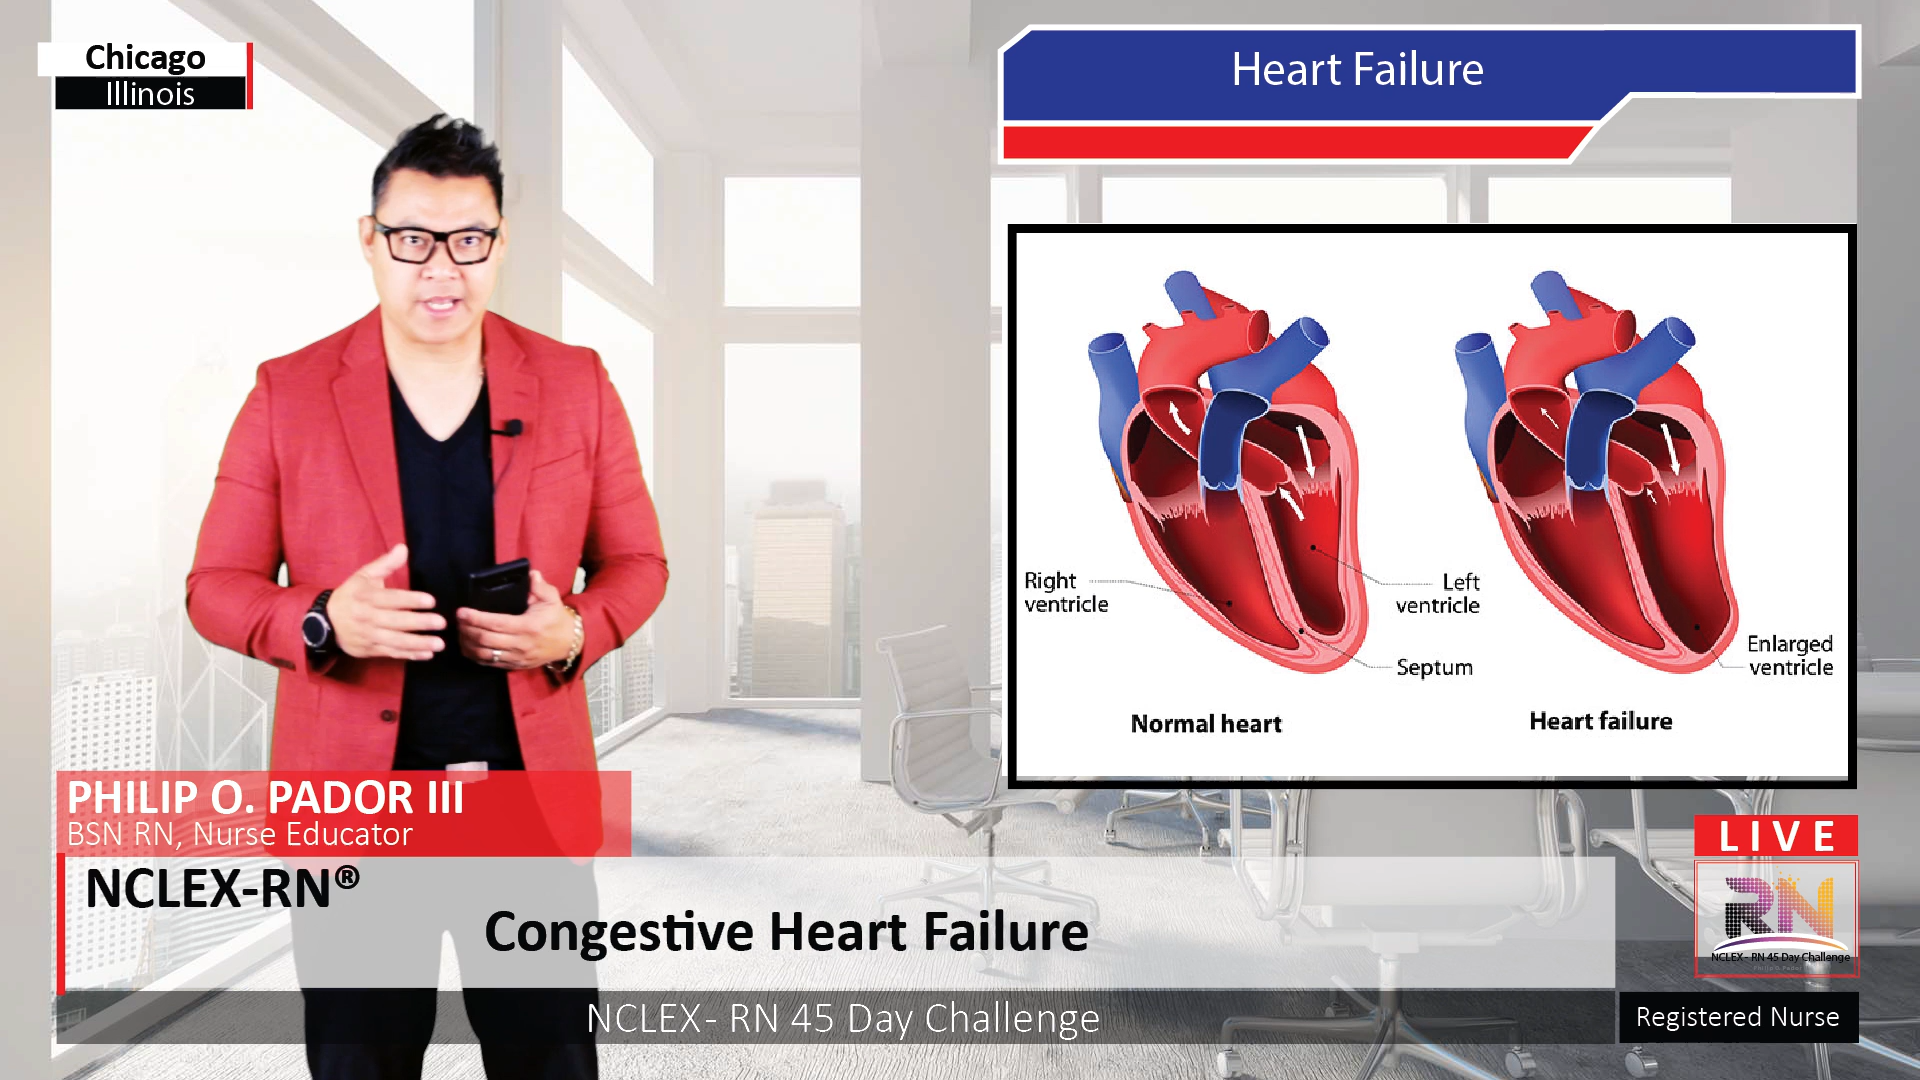 Chicago
Illinois
Heart Failure
Right
ventricle
Left
ventricle
Septum
Enlarged
ventricle
Normal heart
Heart failure
PHILIP O. PADOR III
BSN RN, Nurse Educator
NCLEX-RN®
Congestive Heart Failure
NCLEX- RN 45 Day Challenge
LIVE
RN
NCLEX - RN 45 Day Challenge
Registered Nurse